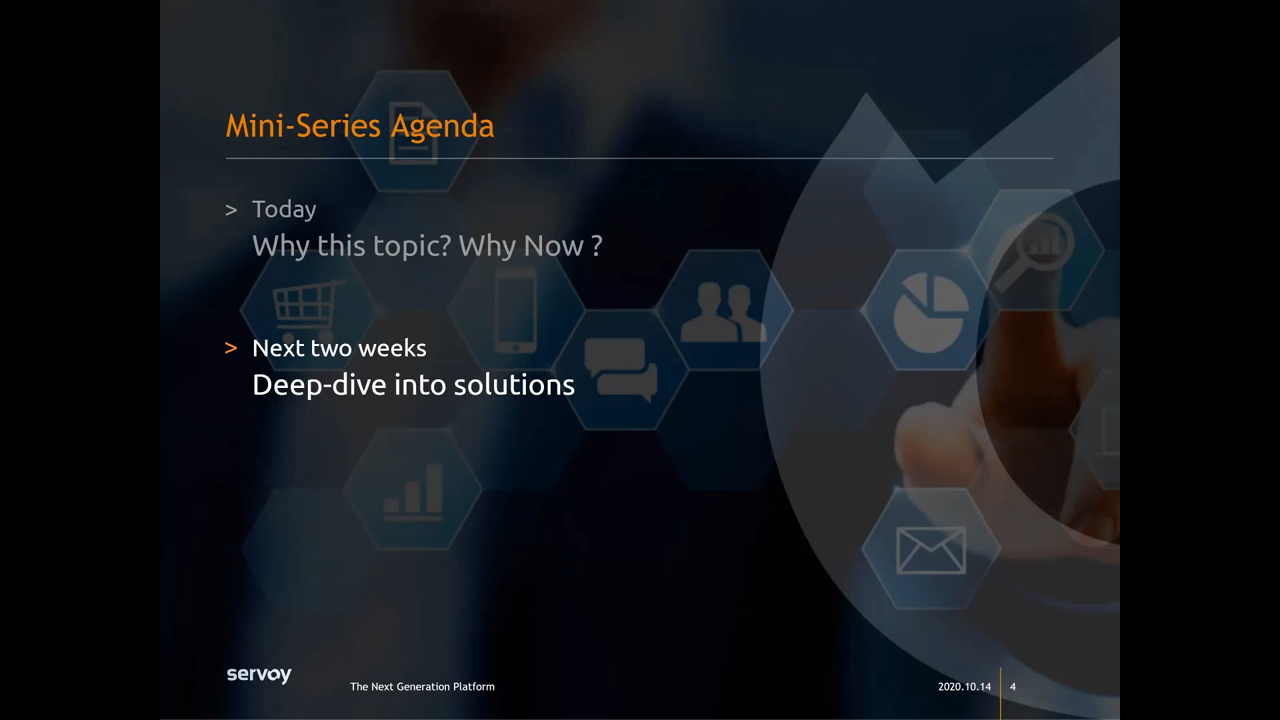 Mini-Series Agenda
> Today
Why this topic? Why Now ?
> Next two weeks
Deep-dive into solutions
servoy
The Next Generation Platform
2020.10.14
4